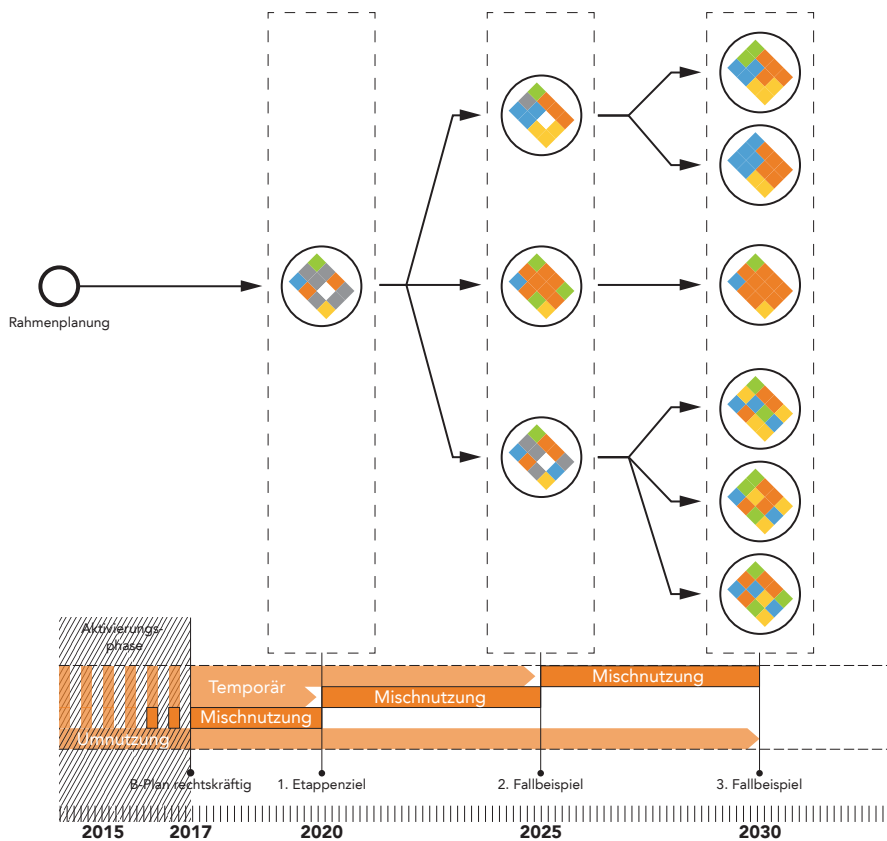 Rahmenplanung
Aktivierungs-
phase
Temporär
Mischnutzung
Mischnutzung
Mischnutzung
Umnutzung
B-Plan rechtskräftig
1. Etappenziel
2. Fallbeispiel
3. Fallbeispiel
2015
2017
2020
2025
2030